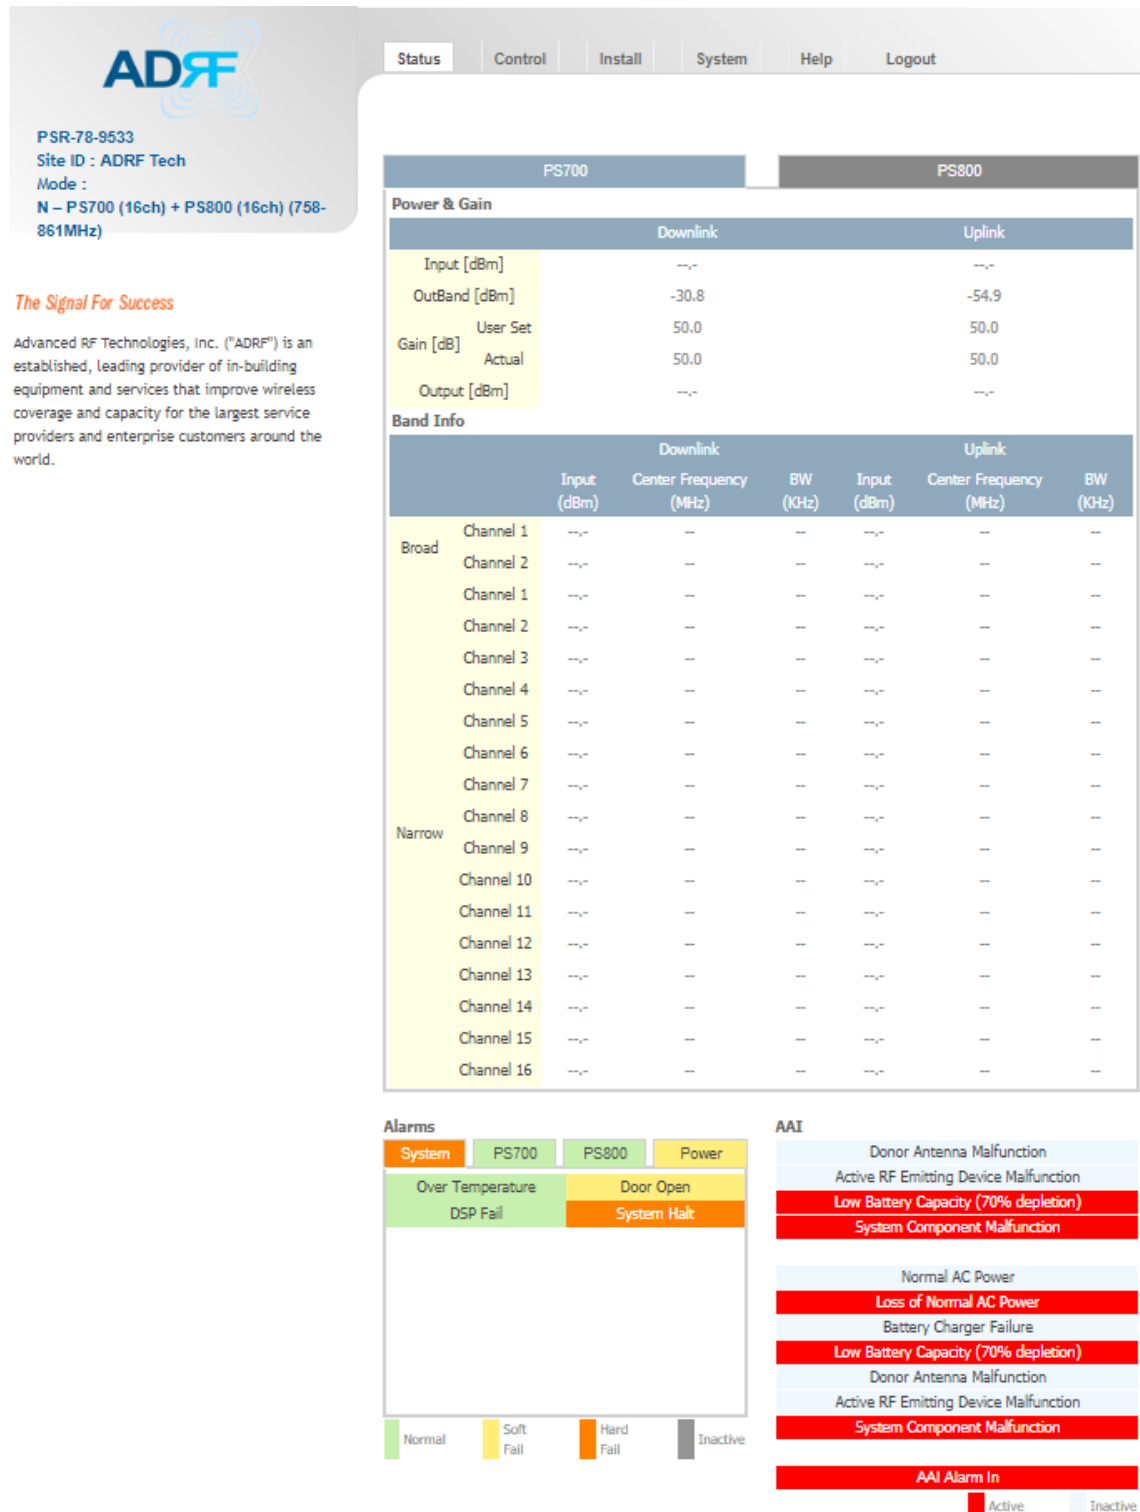 ADRF
PSR-78-9533
Site ID : ADRF Tech
Mode :
N – PS700 (16ch) + PS800 (16ch) (758-
861MHz)
The Signal For Success
Advanced RF Technologies, Inc. ("ADRF") is an
established, leading provider of in-building
equipment and services that improve wireless
coverage and capacity for the largest service
providers and enterprise customers around the
world.
Status Control Install System Help Logout
PS700 PS800
Power & Gain
Downlink Uplink
Input [dBm] --.- --.-
OutBand [dBm] -30.8 -54.9
Gain [dB] User Set 50.0 50.0
Actual 50.0 50.0
Output [dBm] --.- --.-
Band Info
Downlink Uplink
Input Center Frequency BW Input Center Frequency BW
(dBm) (MHz) (KHz) (dBm) (MHz) (KHz)
Broad
Channel 1 --.- -- -- --.- -- --
Channel 2 --.- -- -- --.- -- --
Narrow
Channel 1 --.- -- -- --.- -- --
Channel 2 --.- -- -- --.- -- --
Channel 3 --.- -- -- --.- -- --
Channel 4 --.- -- -- --.- -- --
Channel 5 --.- -- -- --.- -- --
Channel 6 --.- -- -- --.- -- --
Channel 7 --.- -- -- --.- -- --
Channel 8 --.- -- -- --.- -- --
Channel 9 --.- -- -- --.- -- --
Channel 10 --.- -- -- --.- -- --
Channel 11 --.- -- -- --.- -- --
Channel 12 --.- -- -- --.- -- --
Channel 13 --.- -- -- --.- -- --
Channel 14 --.- -- -- --.- -- --
Channel 15 --.- -- -- --.- -- --
Channel 16 --.- -- -- --.- -- --
Alarms
System PS700 PS800 Power
Over Temperature Door Open
DSP Fail System Halt
Normal Soft Fail Hard Fail Inactive
AAI
Donor Antenna Malfunction
Active RF Emitting Device Malfunction
Low Battery Capacity (70% depletion)
System Component Malfunction
Normal AC Power
Loss of Normal AC Power
Battery Charger Failure
Low Battery Capacity (70% depletion)
Donor Antenna Malfunction
Active RF Emitting Device Malfunction
System Component Malfunction
AAI Alarm In
Active Inactive